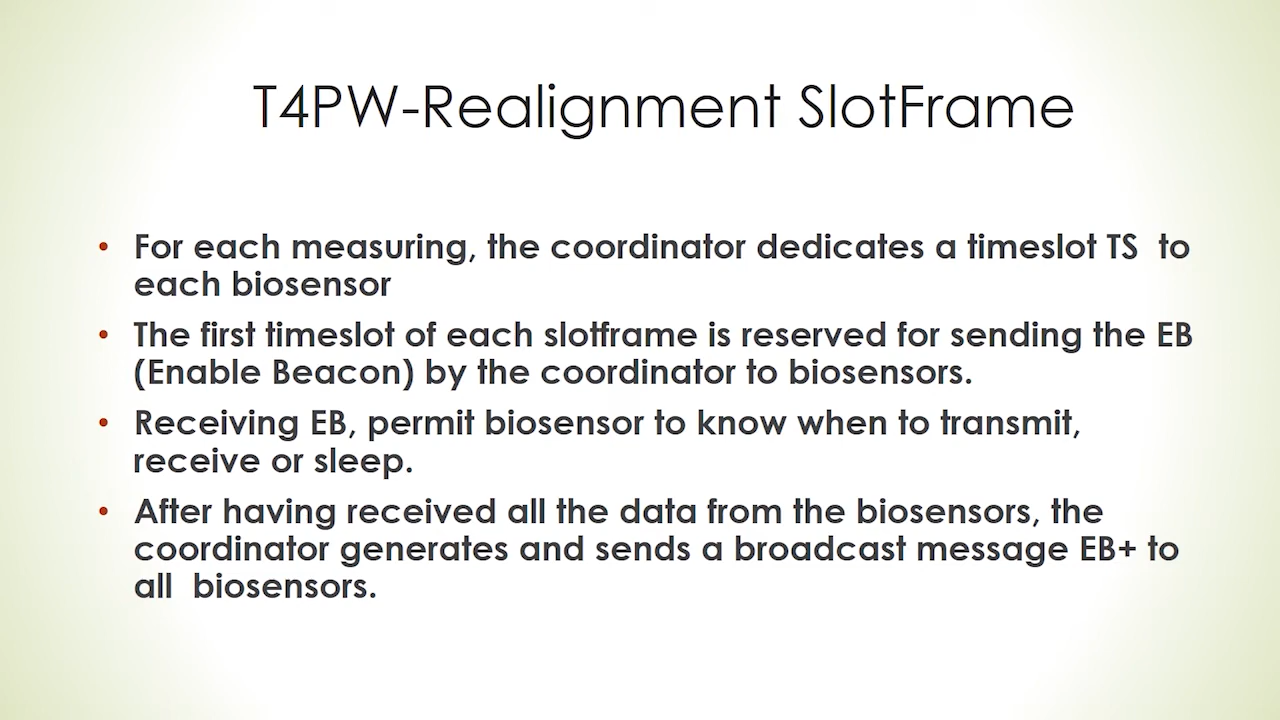 T4PW-Realignment SlotFrame
• For each measuring, the coordinator dedicates a timeslot TS  to
each biosensor
• The first timeslot of each slotframe is reserved for sending the EB
(Enable Beacon) by the coordinator to biosensors.
• Receiving EB, permit biosensor to know when to transmit,
receive or sleep.
• After having received all the data from the biosensors, the
coordinator generates and sends a broadcast message EB+ to
all  biosensors.